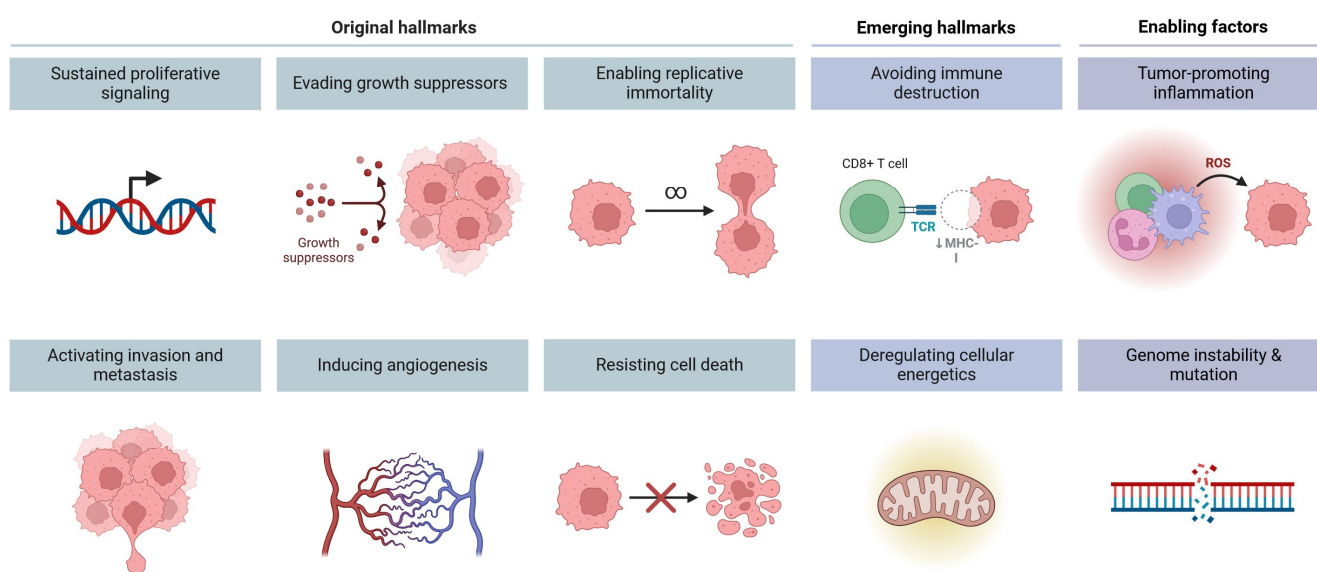 Original hallmarks
Emerging hallmarks
Enabling factors
Sustained proliferative
signaling
Evading growth suppressors
Enabling replicative
immortality
Avoiding immune
destruction
Tumor-promoting
inflammation
Growth
suppressors
∞
CD8+ T cell
TCR
↓MHC-
I
ROS
Activating invasion and
metastasis
Inducing angiogenesis
Resisting cell death
Deregulating cellular
energetics
Genome instability &
mutation